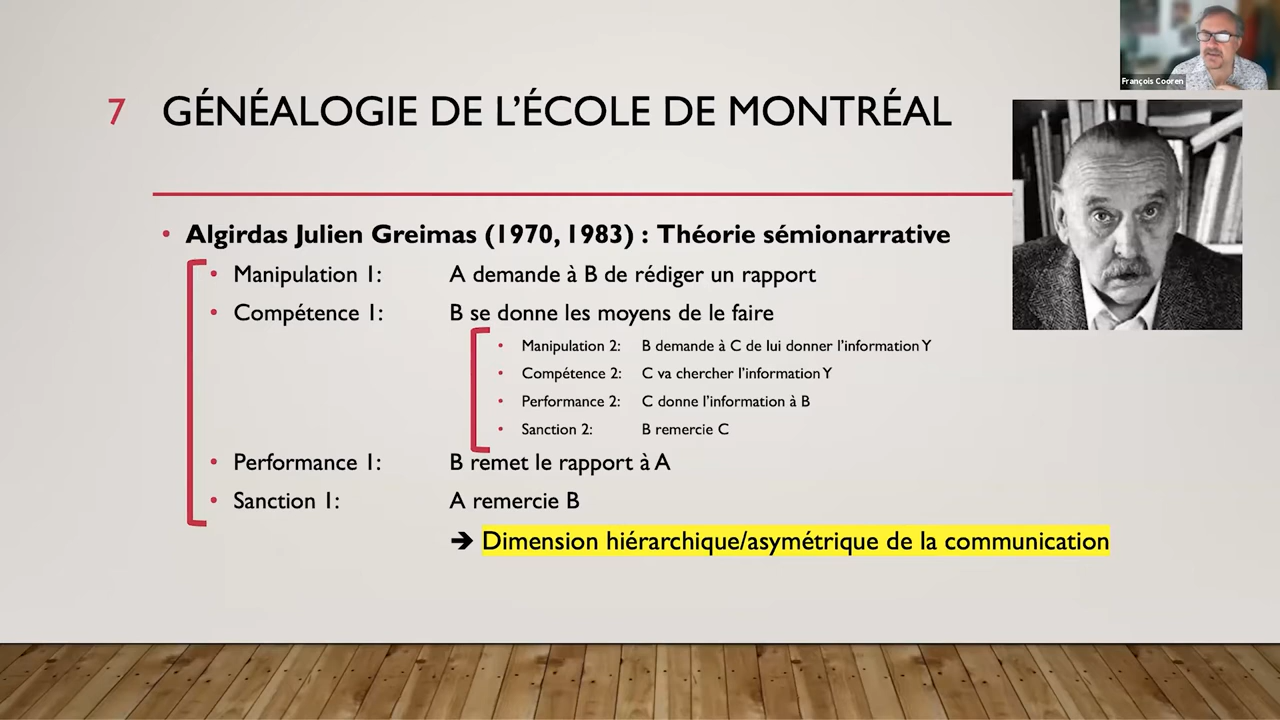 François Cooren
7 GÉNÉALOGIE DE L'ÉCOLE DE MONTRÉAL
• Algirdas Julien Greimas (1970, 1983) : Théorie sémionarrative
• Manipulation 1: A demande à B de rédiger un rapport
• Compétence 1: B se donne les moyens de le faire
• Manipulation 2: B demande à C de lui donner l'information Y
• Compétence 2: C va chercher l'information Y
• Performance 2: C donne l'information à B
• Sanction 2: B remercie C
• Performance 1: B remet le rapport à A
• Sanction 1: A remercie B
➔ Dimension hiérarchique/asymétrique de la communication